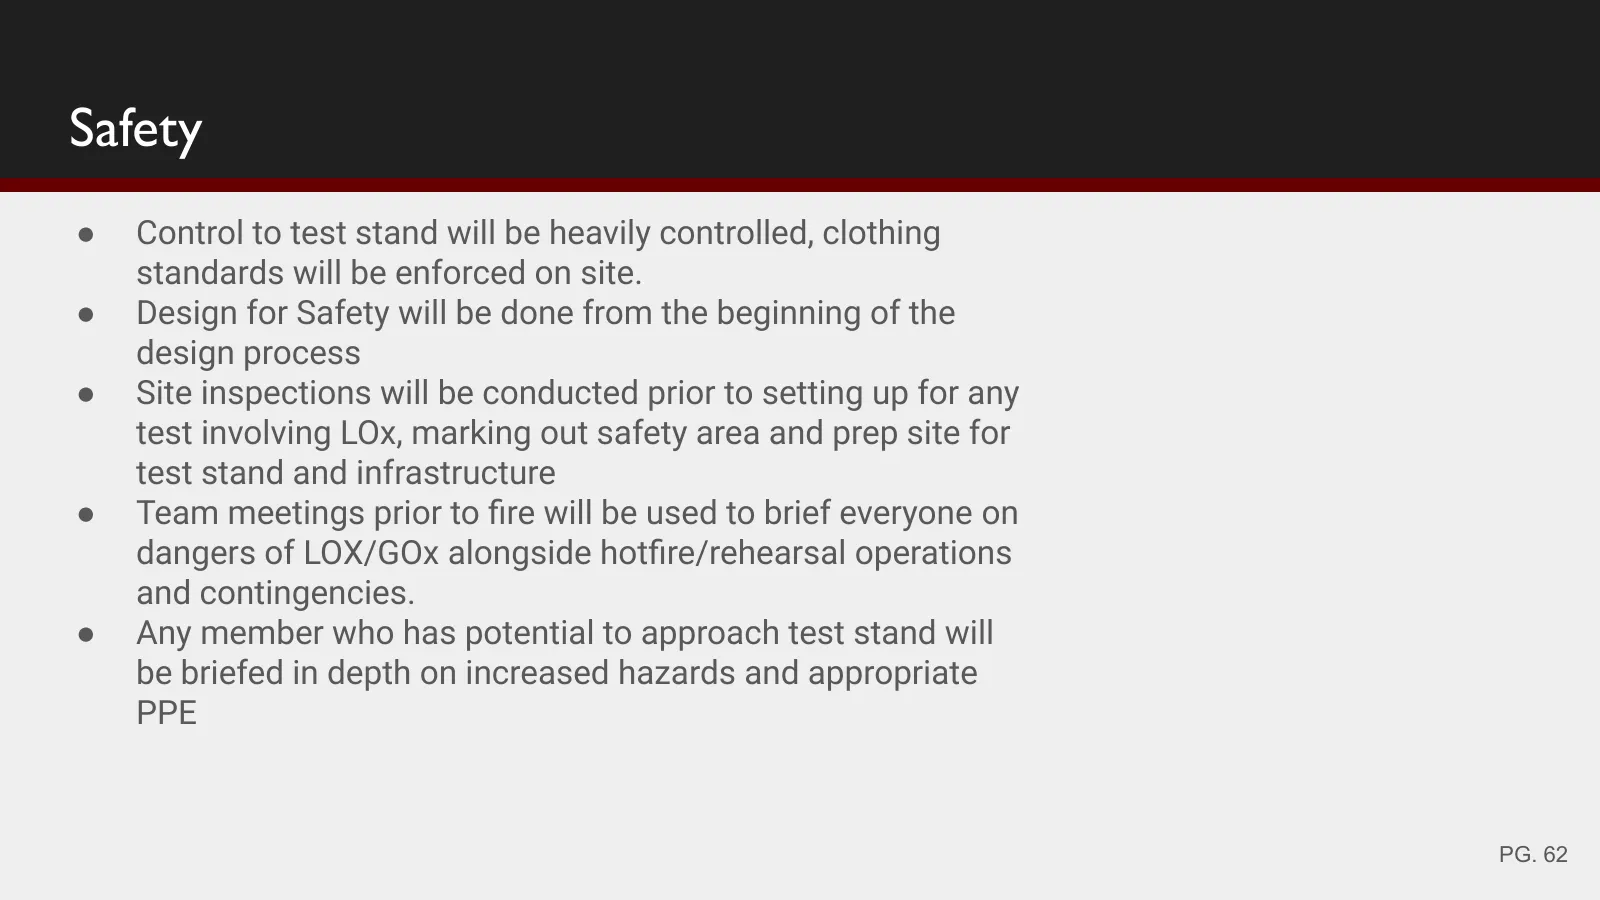 Safety
● Control to test stand will be heavily controlled, clothing
standards will be enforced on site.
● Design for Safety will be done from the beginning of the
design process
● Site inspections will be conducted prior to setting up for any
test involving LOx, marking out safety area and prep site for
test stand and infrastructure
● Team meetings prior to fire will be used to brief everyone on
dangers of LOX/GOx alongside hotfire/rehearsal operations
and contingencies.
● Any member who has potential to approach test stand will
be briefed in depth on increased hazards and appropriate
PPE
PG. 62